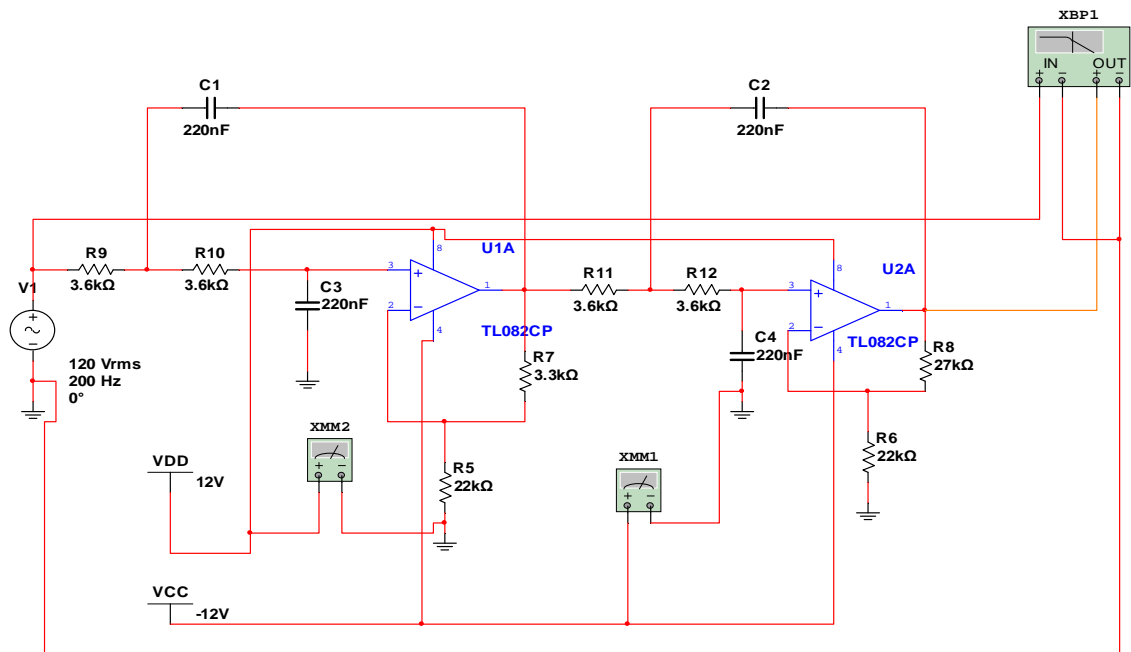 XBP1
IN OUT
+ − + −
C1
220nF
C2
220nF
R9
3.6kΩ
R10
3.6kΩ
V1
+
−
120 Vrms
200 Hz
0°
C3
220nF
U1A
8
3
+
2
−
1
4
TL082CP
R7
3.3kΩ
R11
3.6kΩ
R12
3.6kΩ
C4
220nF
U2A
8
3
+
2
−
1
4
TL082CP
R8
27kΩ
R6
22kΩ
XMM2
+ −
R5
22kΩ
XMM1
+ −
VDD
12V
VCC
-12V